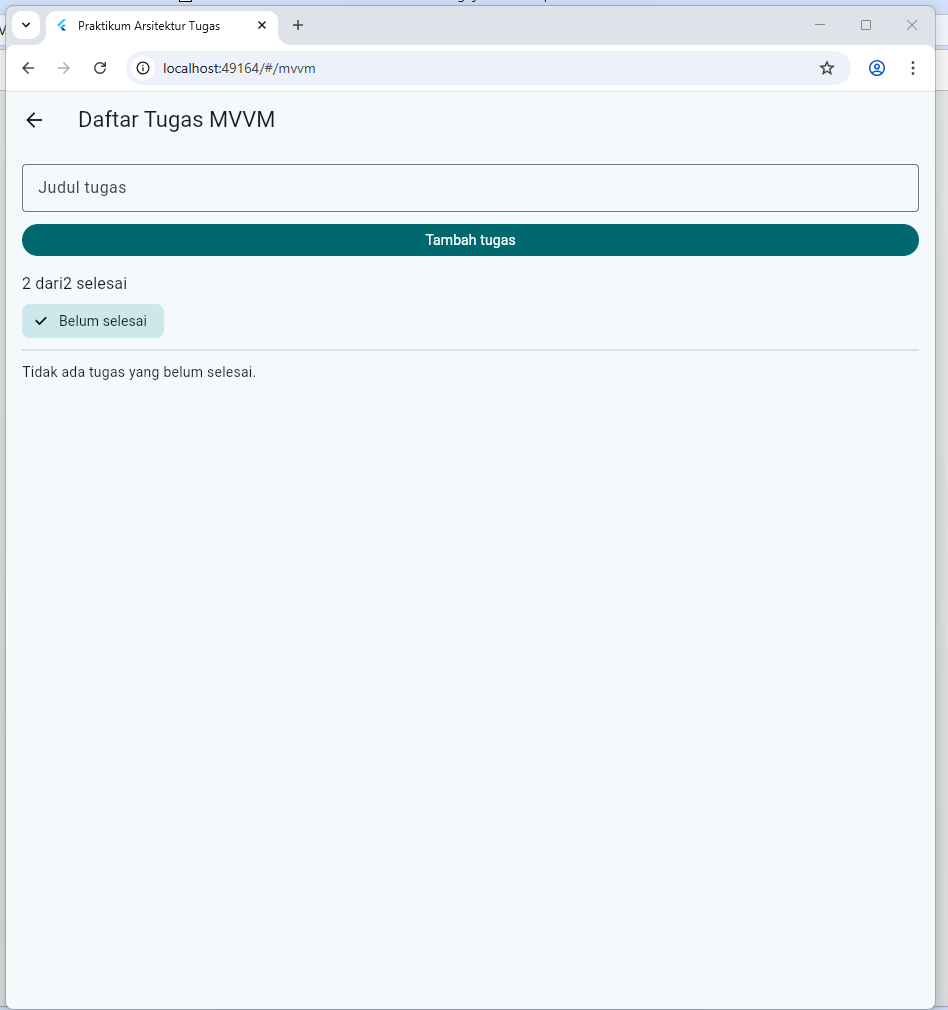 Praktikum Arsitektur Tugas
localhost:49164/#/mvvm
Daftar Tugas MVVM
Judul tugas
Tambah tugas
2 dari2 selesai
Belum selesai
Tidak ada tugas yang belum selesai.